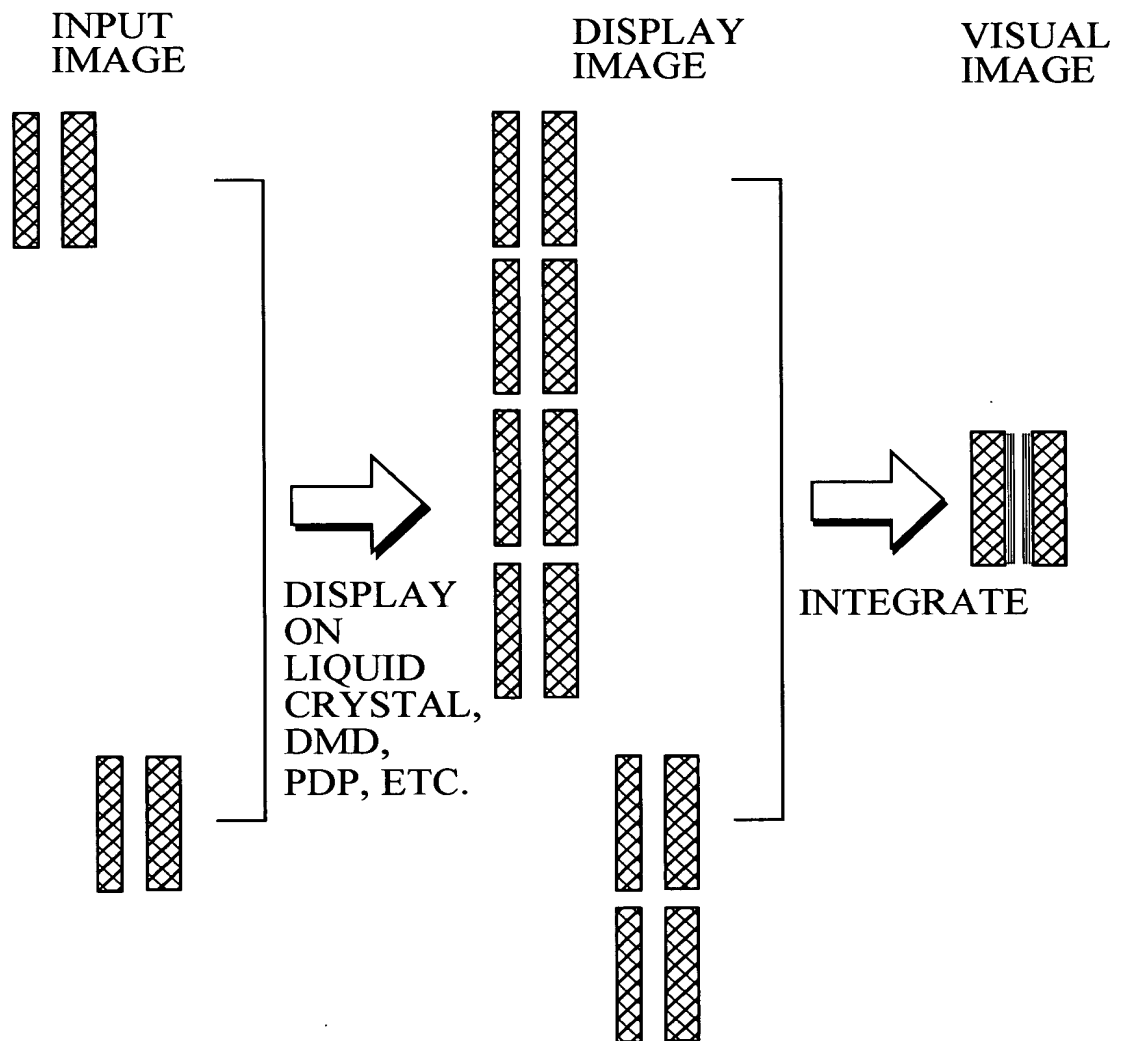 INPUT
IMAGE
DISPLAY
IMAGE
VISUAL
IMAGE
DISPLAY
ON
LIQUID
CRYSTAL,
DMD,
PDP, ETC.
INTEGRATE